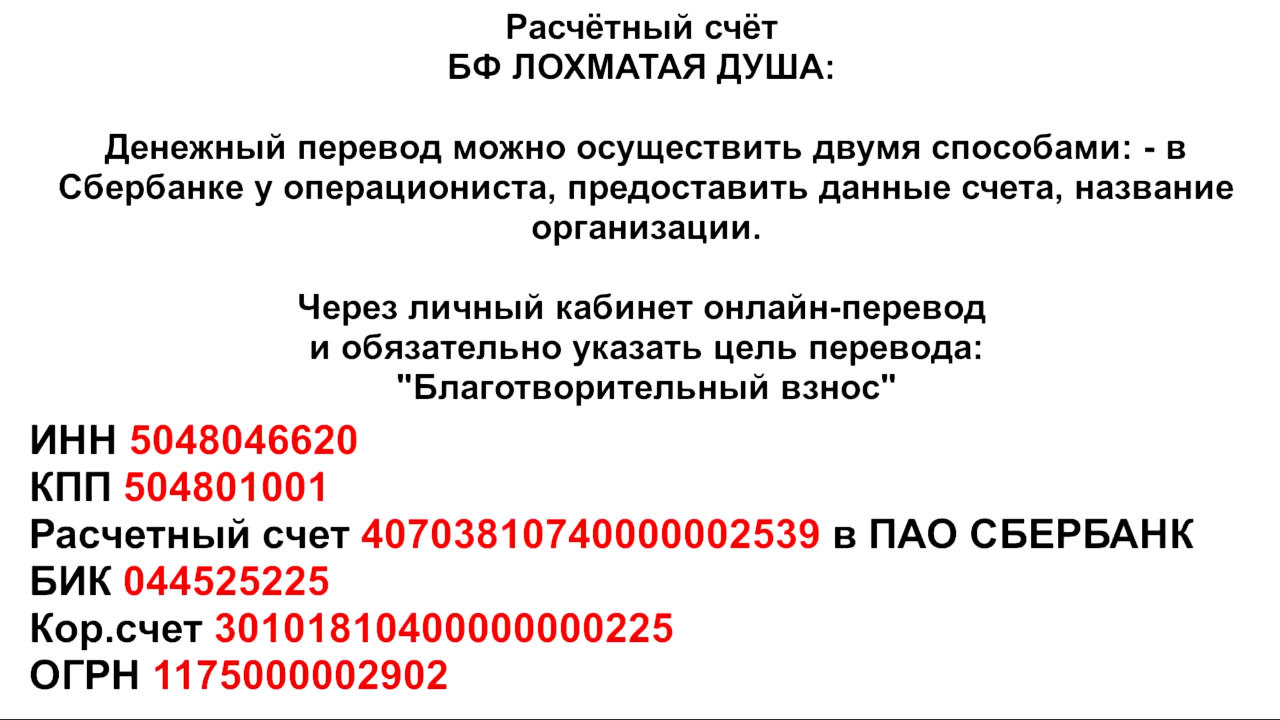 Расчётный счёт
БФ ЛОХМАТАЯ ДУША:
Денежный перевод можно осуществить двумя способами: - в
Сбербанке у операциониста, предоставить данные счета, название
организации.
Через личный кабинет онлайн-перевод
и обязательно указать цель перевода:
"Благотворительный взнос"
ИНН 5048046620
КПП 504801001
Расчетный счет 40703810740000002539 в ПАО СБЕРБАНК
БИК 044525225
Кор.счет 30101810400000000225
ОГРН 1175000002902